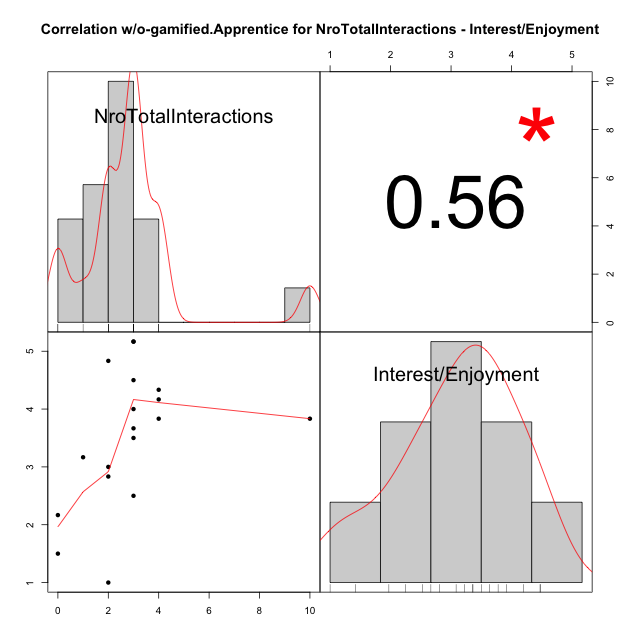 Correlation w/o-gamified.Apprentice for NroTotalInteractions - Interest/Enjoyment
1 2 3 4 5
NroTotalInteractions
*
0.56
10
8
6
4
2
0
5
4
3
2
1
Interest/Enjoyment
0 2 4 6 8 10